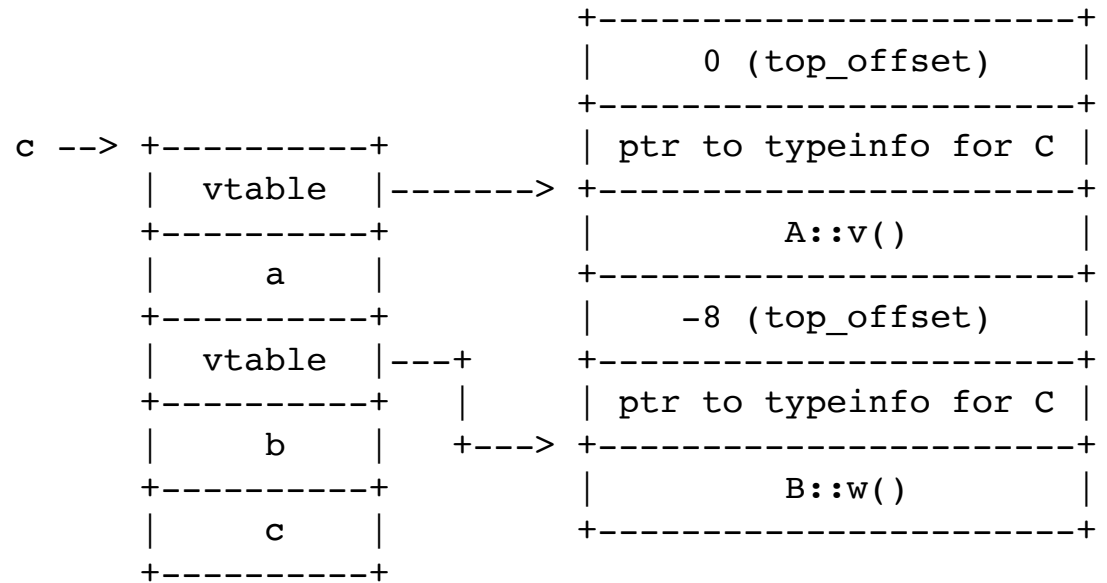 +-----------------------+
                           |     0 (top_offset)    |
                           +-----------------------+
c --> +----------+         | ptr to typeinfo for C |
      |  vtable  |-------> +-----------------------+
      +----------+         |         A::v()        |
      |     a    |         +-----------------------+
      +----------+         |    -8 (top_offset)    |
      |  vtable  |---+     +-----------------------+
      +----------+   |     | ptr to typeinfo for C |
      |     b    |   +---> +-----------------------+
      +----------+         |         B::w()        |
      |     c    |         +-----------------------+
      +----------+